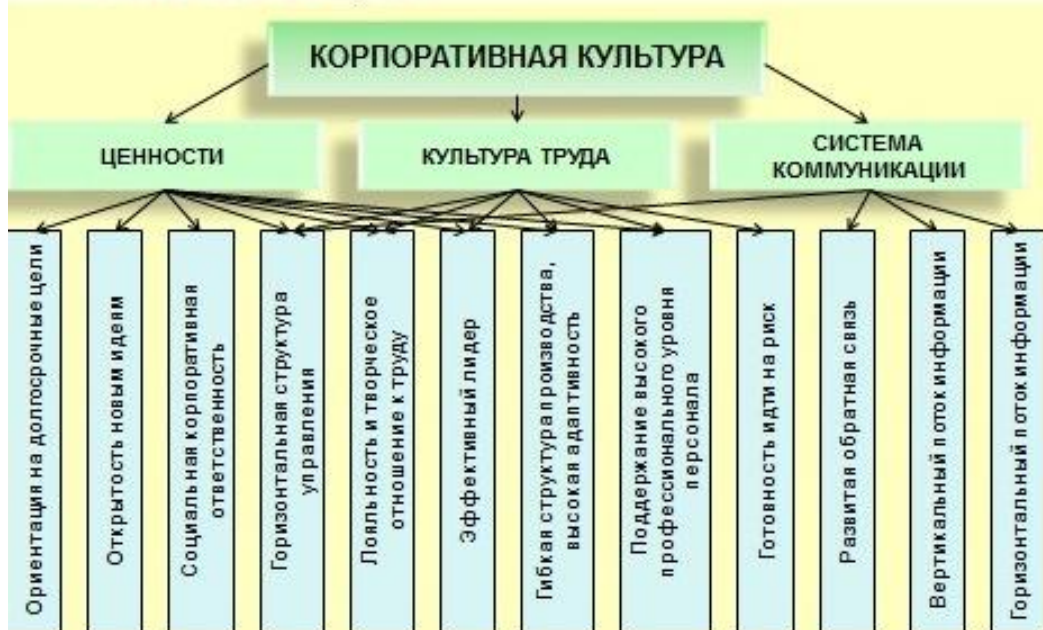 КОРПОРАТИВНАЯ КУЛЬТУРА
ЦЕННОСТИ
КУЛЬТУРА ТРУДА
СИСТЕМА
КОММУНИКАЦИИ
Ориентация на долгосрочные цели
Открытость новым идеям
Социальная корпоративная
ответственность
Горизонтальная структура
управления
Лояльность и творческое
отношение к труду
Эффективный лидер
Гибкая структура производства,
высокая адаптивность
Поддержание высокого
профессионального уровня
персонала
Готовность идти на риск
Развитая обратная связь
Вертикальный поток информации
Горизонтальный поток информации